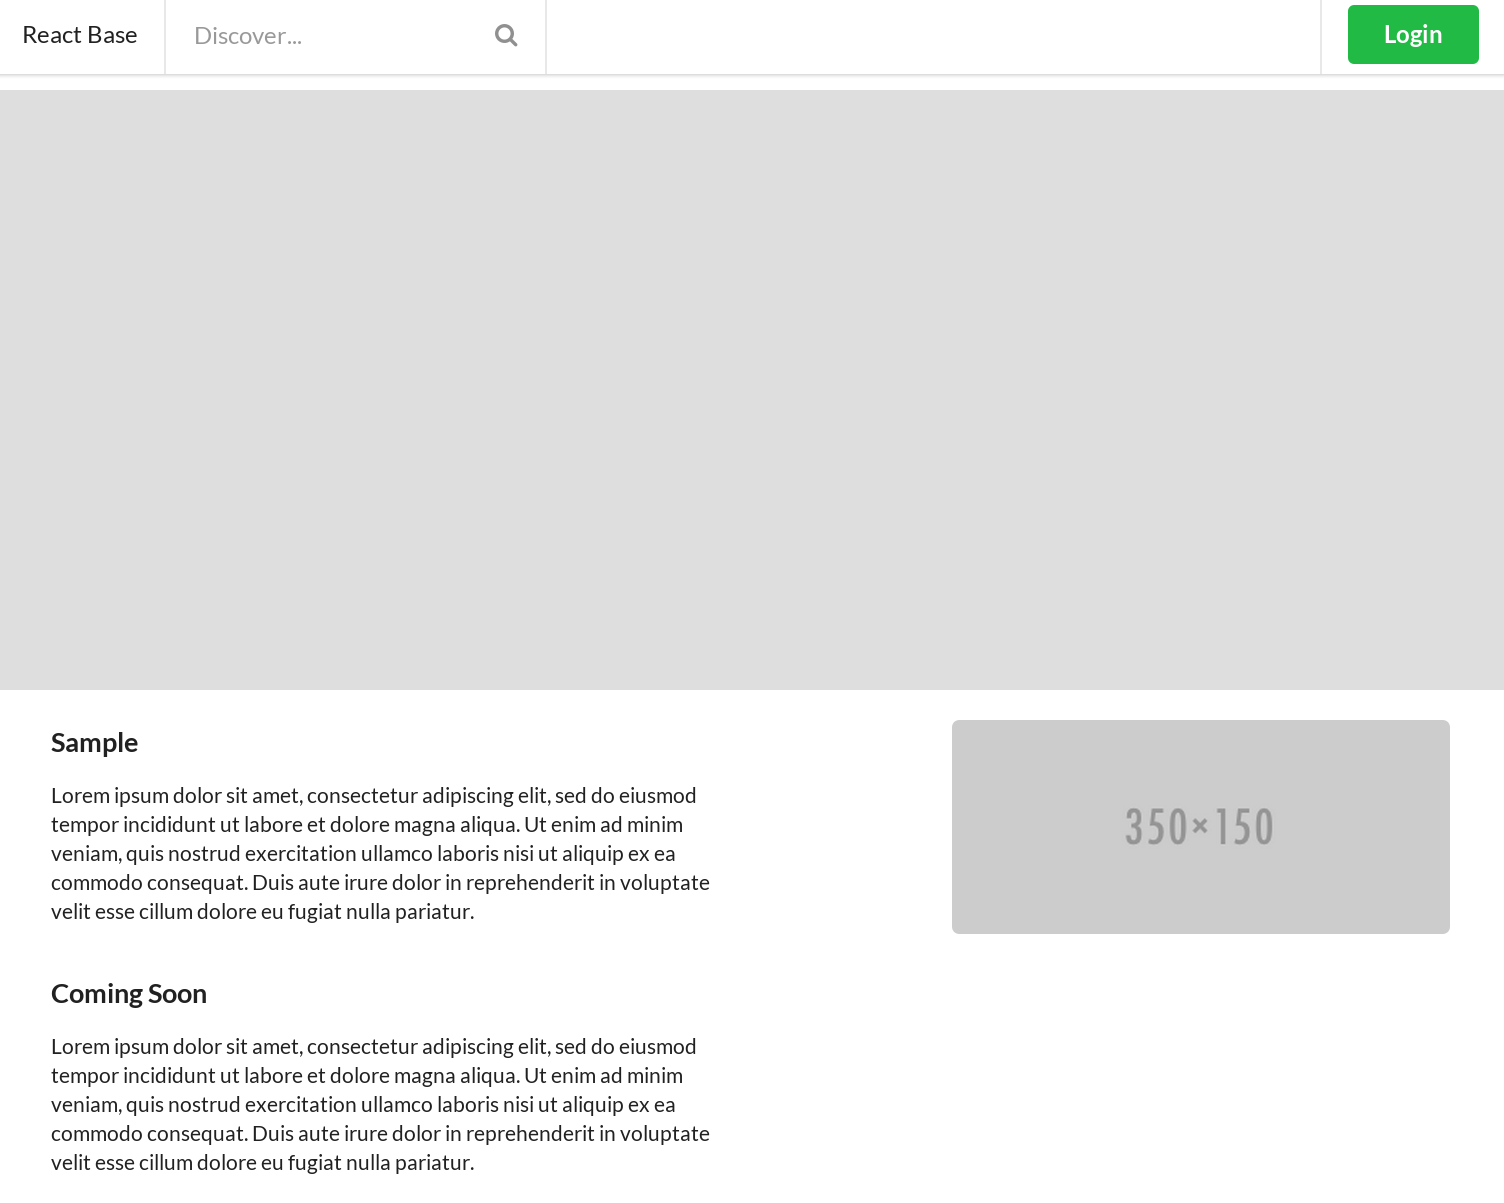 React Base
Discover...
Login
Sample
Lorem ipsum dolor sit amet, consectetur adipiscing elit, sed do eiusmod
tempor incididunt ut labore et dolore magna aliqua. Ut enim ad minim
veniam, quis nostrud exercitation ullamco laboris nisi ut aliquip ex ea
commodo consequat. Duis aute irure dolor in reprehenderit in voluptate
velit esse cillum dolore eu fugiat nulla pariatur.
350×150
Coming Soon
Lorem ipsum dolor sit amet, consectetur adipiscing elit, sed do eiusmod
tempor incididunt ut labore et dolore magna aliqua. Ut enim ad minim
veniam, quis nostrud exercitation ullamco laboris nisi ut aliquip ex ea
commodo consequat. Duis aute irure dolor in reprehenderit in voluptate
velit esse cillum dolore eu fugiat nulla pariatur.